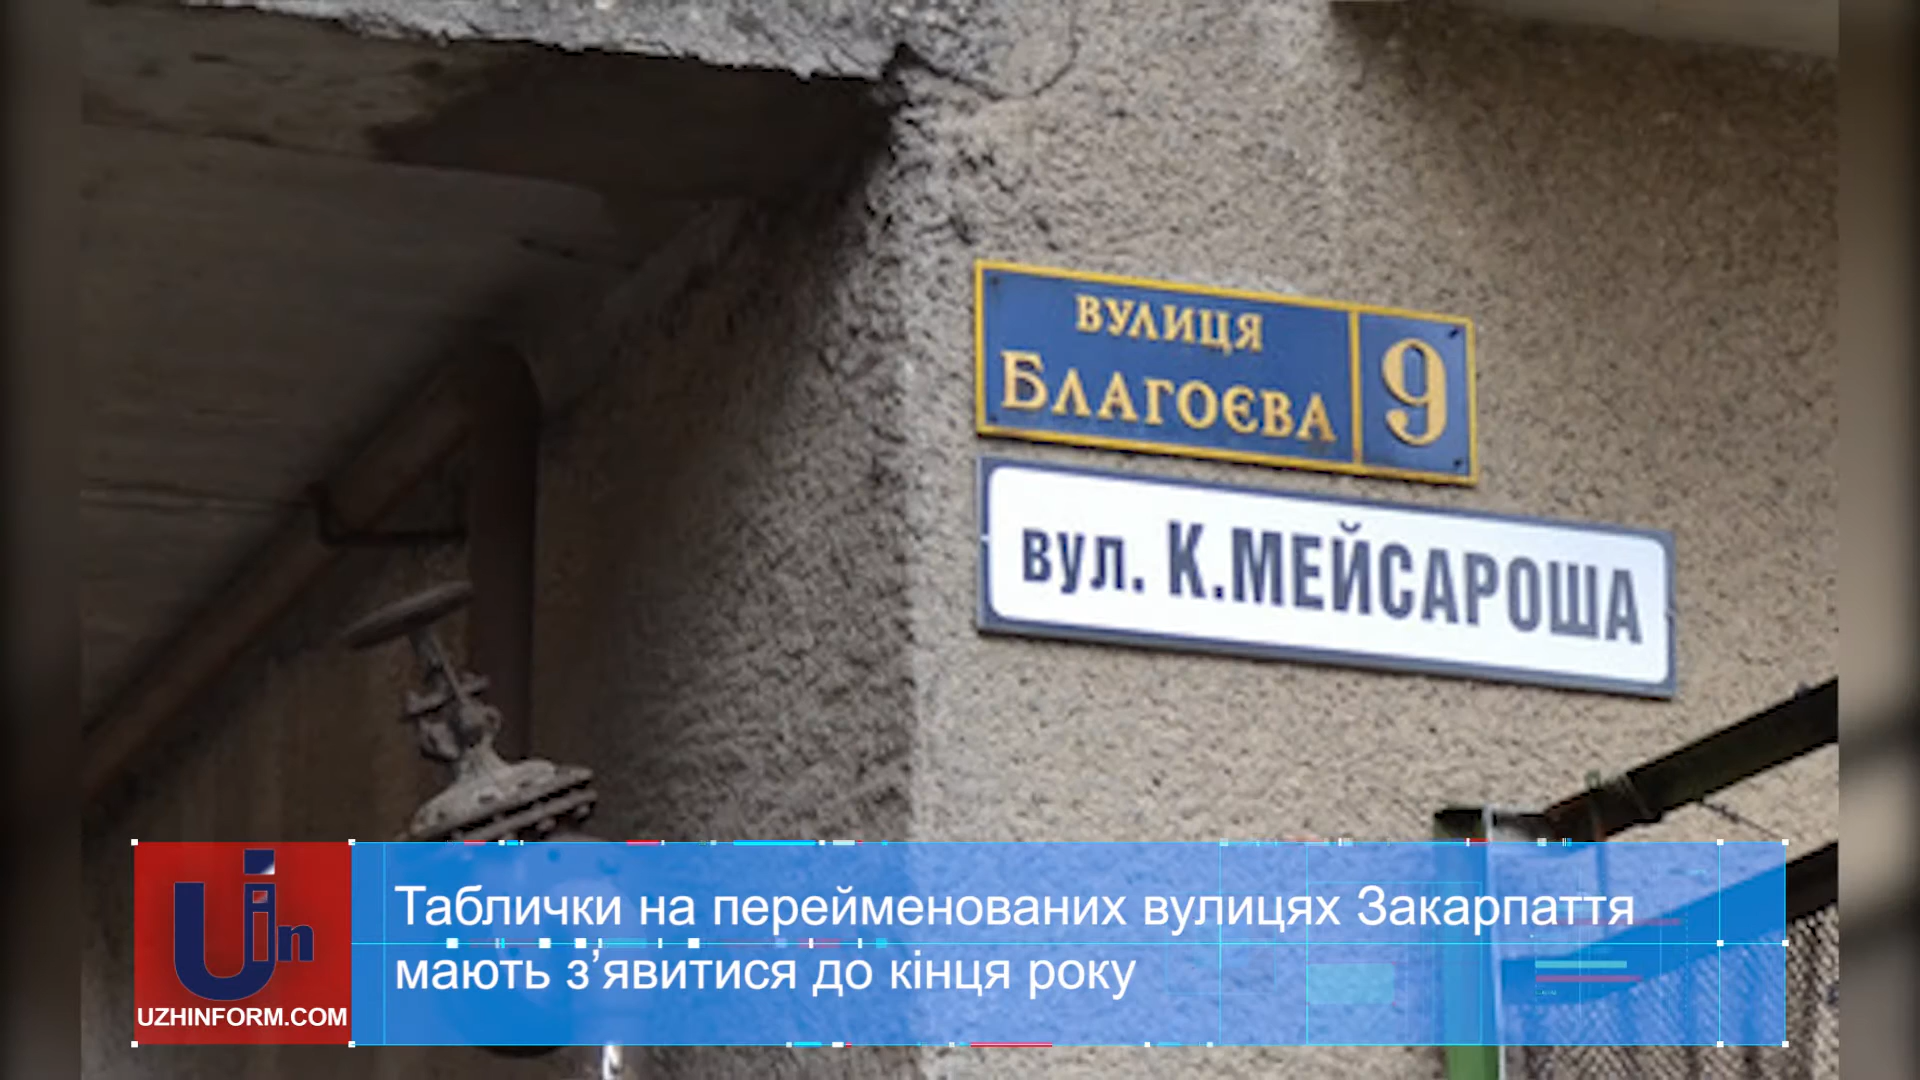 ВУЛИЦЯ
БЛАГОЄВА
9
вул. К.МЕЙСАРОША
Uin
UZHINFORM.COM
Таблички на перейменованих вулицях Закарпаття
мають з’явитися до кінця року